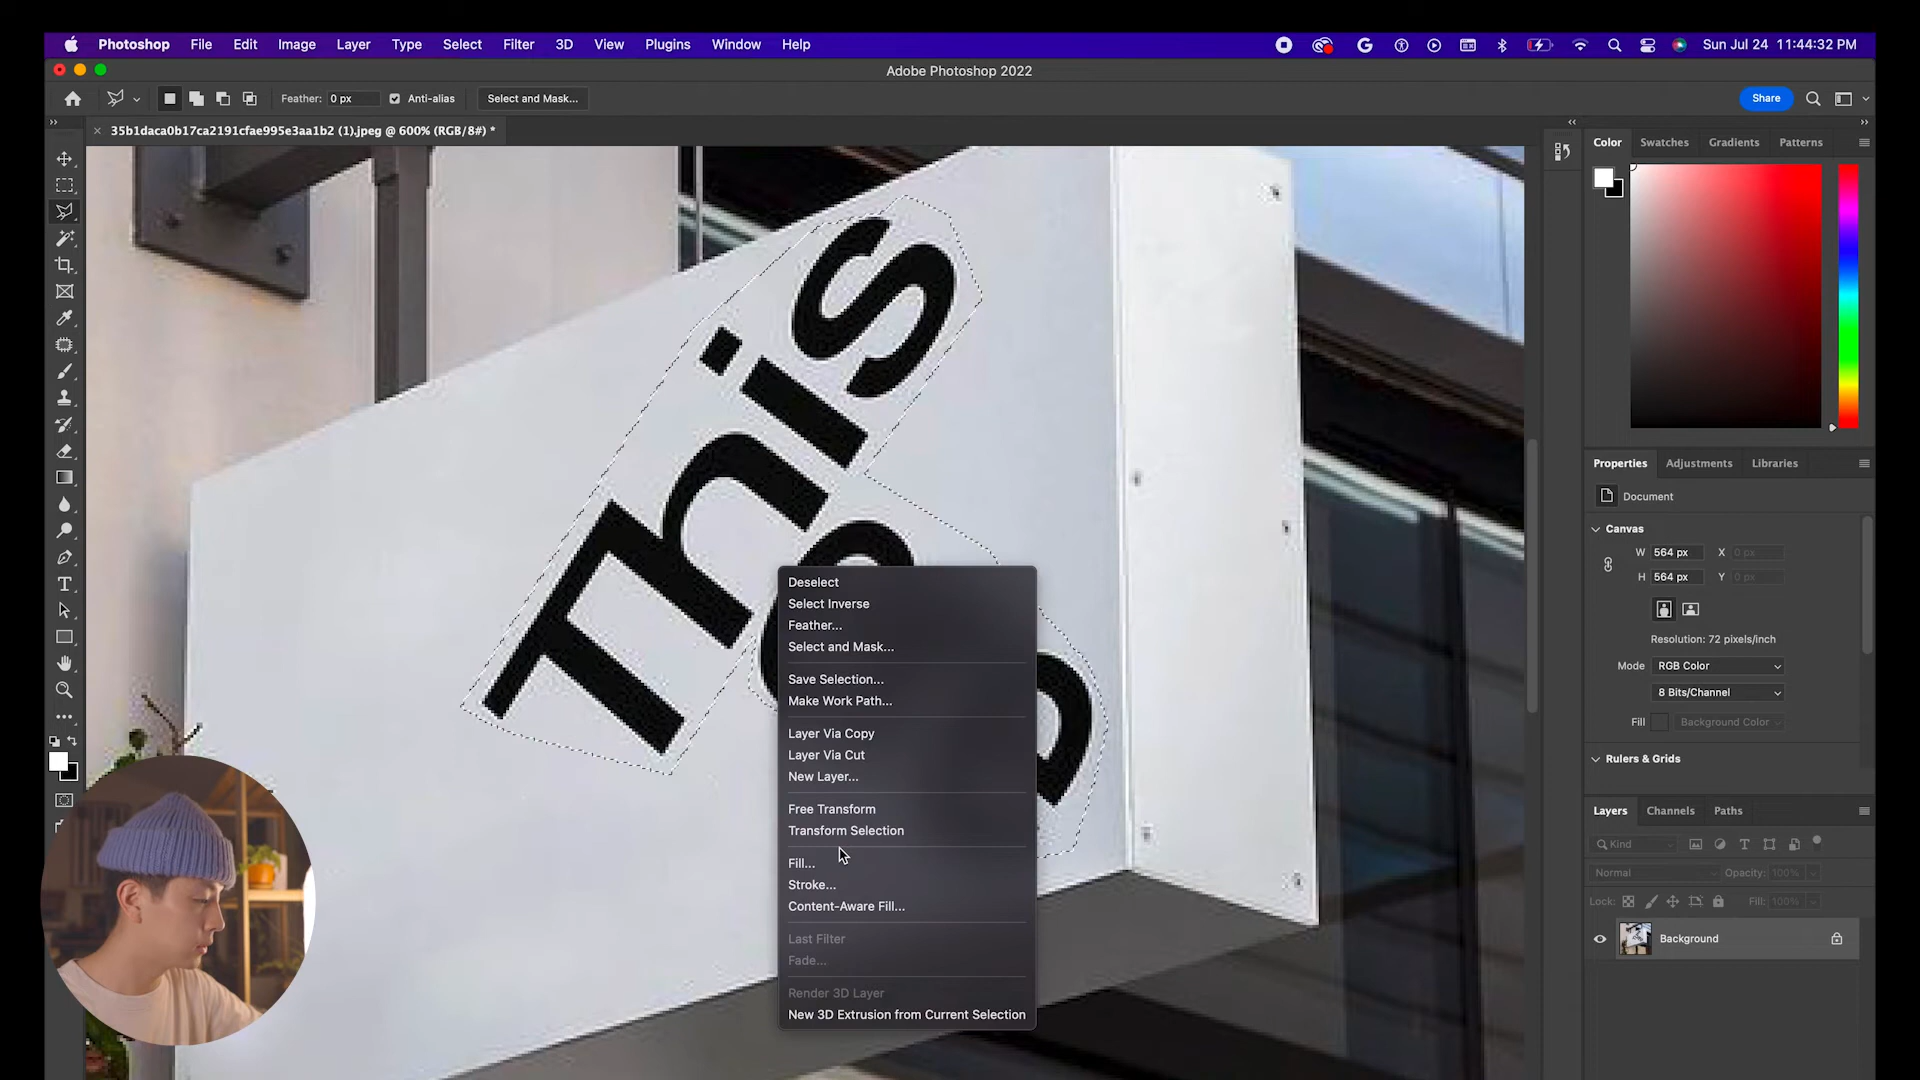 Photoshop File Edit Image Layer Type Select Filter 3D View Plugins Window Help Sun Jul 24 11:44:32 PM
Adobe Photoshop 2022
Feather: 0 px Anti-alias Select and Mask... Share
35b1daca0b17ca2191cfae995e3aa1b2 (1).jpeg @ 600% (RGB/8#) *
Color Swatches Gradients Patterns
This
Deselect
Select Inverse
Feather...
Select and Mask...
Save Selection...
Make Work Path...
Layer Via Copy
Layer Via Cut
New Layer...
Free Transform
Transform Selection
Fill...
Stroke...
Content-Aware Fill...
Last Filter
Fade...
Render 3D Layer
New 3D Extrusion from Current Selection
Properties Adjustments Libraries
Document
Canvas
W 564 px X 0 px
H 564 px Y 0 px
Resolution: 72 pixels/inch
Mode RGB Color
8 Bits/Channel
Fill Background Color
Rulers & Grids
Layers Channels Paths
Kind
Normal Opacity: 100%
Lock: Fill: 100%
Background